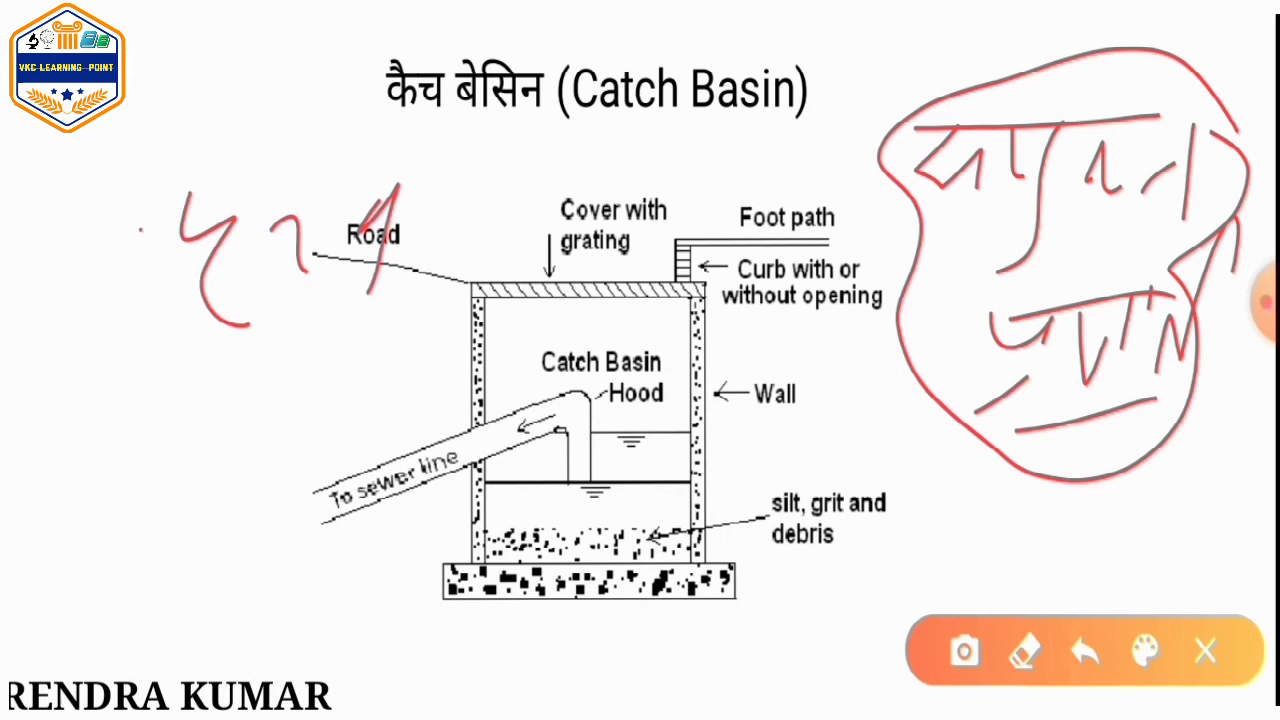 VKC-LEARNING-POINT
कैच बेसिन (Catch Basin)
Road
Cover with
grating
Foot path
Curb with or
without opening
Catch Basin
Hood
Wall
To sewer line
silt, grit and
debris
RENDRA KUMAR